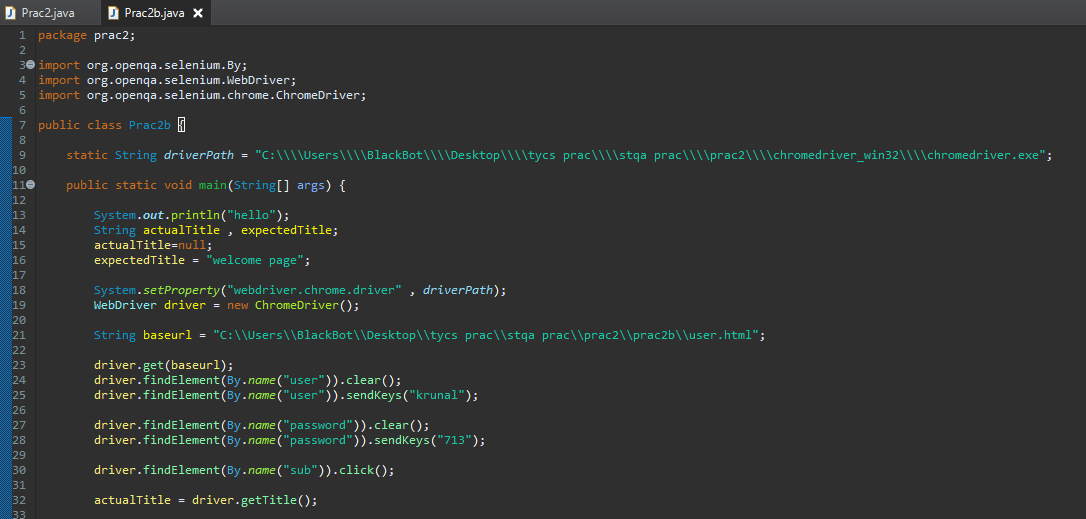 Prac2.java Prac2b.java
1 package prac2;
2
3 import org.openqa.selenium.By;
4 import org.openqa.selenium.WebDriver;
5 import org.openqa.selenium.chrome.ChromeDriver;
6
7 public class Prac2b {
8
9 static String driverPath = "C:\\\\Users\\\\BlackBot\\\\Desktop\\\\tycs prac\\\\stqa prac\\\\prac2\\\\chromedriver_win32\\\\chromedriver.exe";
10
11 public static void main(String[] args) {
12
13 System.out.println("hello");
14 String actualTitle , expectedTitle;
15 actualTitle=null;
16 expectedTitle = "welcome page";
17
18 System.setProperty("webdriver.chrome.driver" , driverPath);
19 WebDriver driver = new ChromeDriver();
20
21 String baseurl = "C:\\Users\\BlackBot\\Desktop\\tycs prac\\stqa prac\\prac2\\prac2b\\user.html";
22
23 driver.get(baseurl);
24 driver.findElement(By.name("user")).clear();
25 driver.findElement(By.name("user")).sendKeys("krunal");
26
27 driver.findElement(By.name("password")).clear();
28 driver.findElement(By.name("password")).sendKeys("713");
29
30 driver.findElement(By.name("sub")).click();
31
32 actualTitle = driver.getTitle();
33